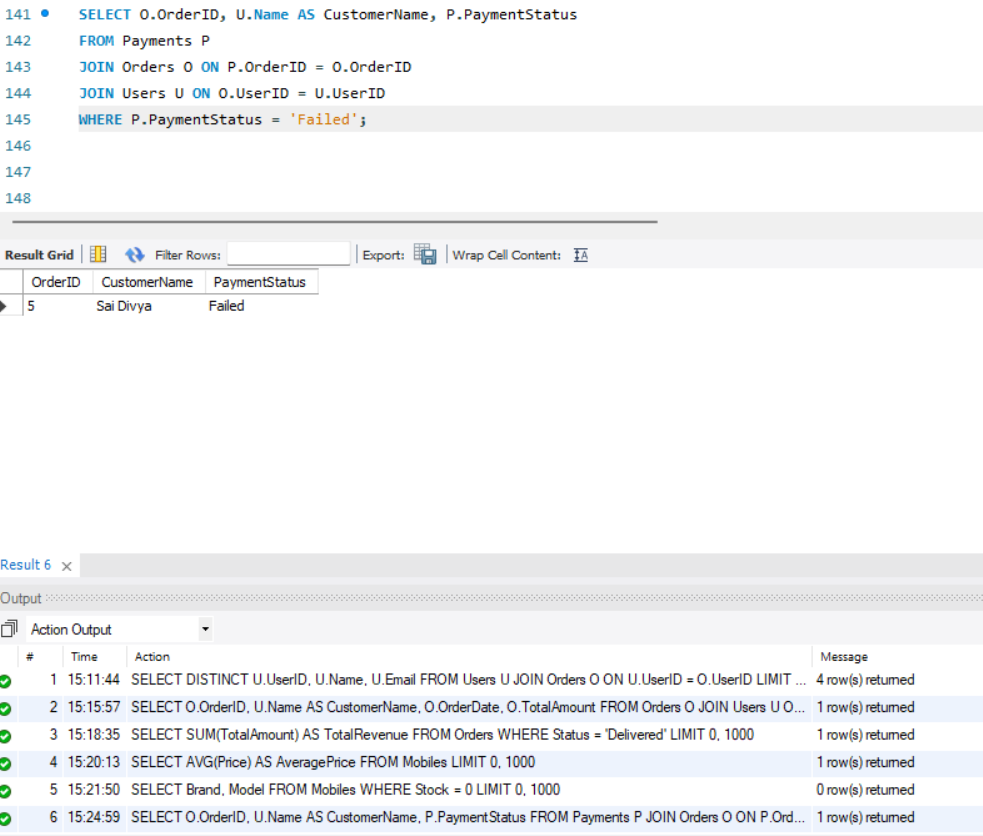 141 SELECT O.OrderID, U.Name AS CustomerName, P.PaymentStatus
142 FROM Payments P
143 JOIN Orders O ON P.OrderID = O.OrderID
144 JOIN Users U ON O.UserID = U.UserID
145 WHERE P.PaymentStatus = 'Failed';
146
147
148
Result Grid Filter Rows: Export: Wrap Cell Content: IA
OrderID CustomerName PaymentStatus
5 Sai Divya Failed
Result 6 ×
Output
Action Output
# Time Action Message
1 15:11:44 SELECT DISTINCT U.UserID, U.Name, U.Email FROM Users U JOIN Orders O ON U.UserID = O.UserID LIMIT ... 4 row(s) returned
2 15:15:57 SELECT O.OrderID, U.Name AS CustomerName, O.OrderDate, O.TotalAmount FROM Orders O JOIN Users U O... 1 row(s) returned
3 15:18:35 SELECT SUM(TotalAmount) AS TotalRevenue FROM Orders WHERE Status = 'Delivered' LIMIT 0, 1000 1 row(s) returned
4 15:20:13 SELECT AVG(Price) AS AveragePrice FROM Mobiles LIMIT 0, 1000 1 row(s) returned
5 15:21:50 SELECT Brand, Model FROM Mobiles WHERE Stock = 0 LIMIT 0, 1000 0 row(s) returned
6 15:24:59 SELECT O.OrderID, U.Name AS CustomerName, P.PaymentStatus FROM Payments P JOIN Orders O ON P.Ord... 1 row(s) returned